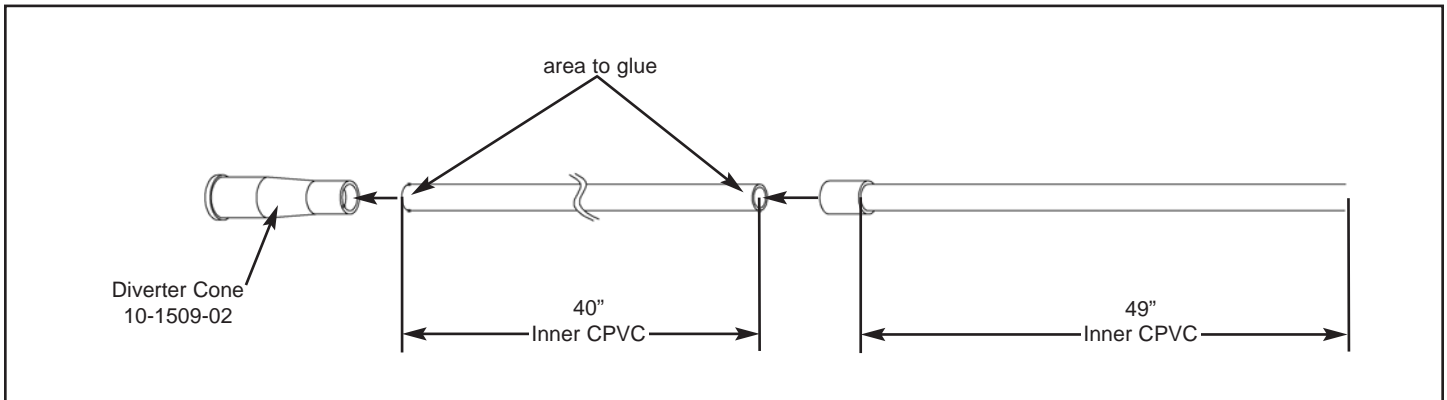 area to glue
Diverter Cone
10-1509-02
40”
Inner CPVC
49”
Inner CPVC